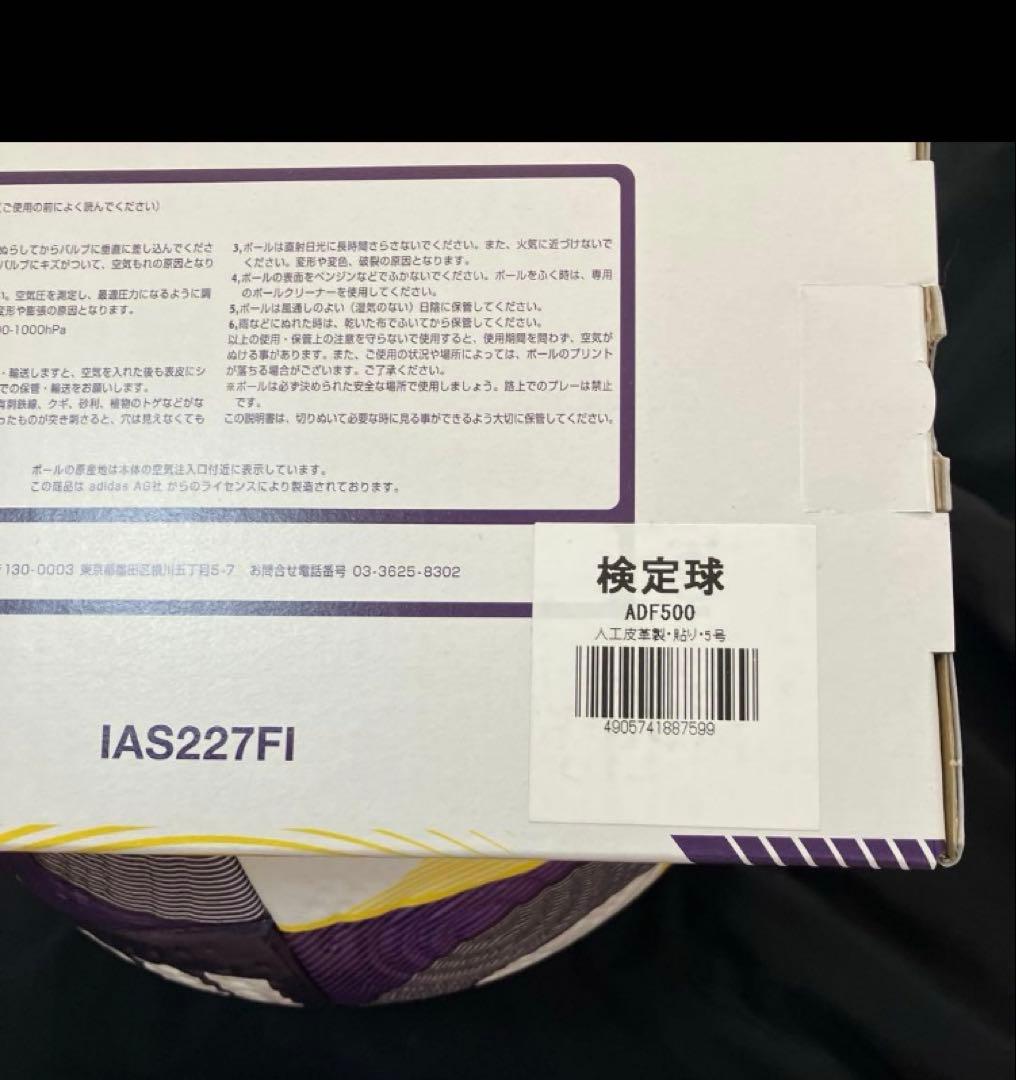 (ご使用の前によく読んでください)
ぬらしてからバルブに垂直に差し込んでくださ
バルブにキズがついて、空気もれの原因となり
い。空気圧を測定し、最適圧力になるように調
変形や膨張の原因となります。
00-1000hPa
・輸送しますと、空気を入れた後も表皮にシ
での保管・輸送をお願いします。
有刺鉄線、クギ、砂利、植物のトゲなどがな
ったものが突き刺さると、穴は見えなくても
3,ボールは直射日光に長時間さらさないでください。また、火気に近づけないで
ください。変形や変色、破裂の原因となります。
4,ボールの表面をベンジンなどでふかないでください。ボールをふく時は、専用
のボールクリーナーを使用してください。
5,ボールは風通しのよい(湿気のない)日陰に保管してください。
6,雨などにぬれた時は、乾いた布でふいてから保管してください。
以上の使用・保管上の注意を守らないで使用すると、使用期間を問わず、空気が
ぬける事があります。また、ご使用の状況や場所によっては、ボールのプリント
が落ちる場合がございます。ご了承ください。
※ボールは必ず決められた安全な場所で使用しましょう。路上でのプレーは禁止
です。
この説明書は、切りぬいて必要な時に見る事ができるよう大切に保管してください。
ボールの原産地は本体の空気注入口付近に表示しています。
この商品は adidas AG社 からのライセンスにより製造されております。
〒130-0003 東京都墨田区横川五丁目5-7 お問合せ電話番号 03-3625-8302
検定球
ADF500
人工皮革製・貼り・5号
4905741887599
IAS227FI